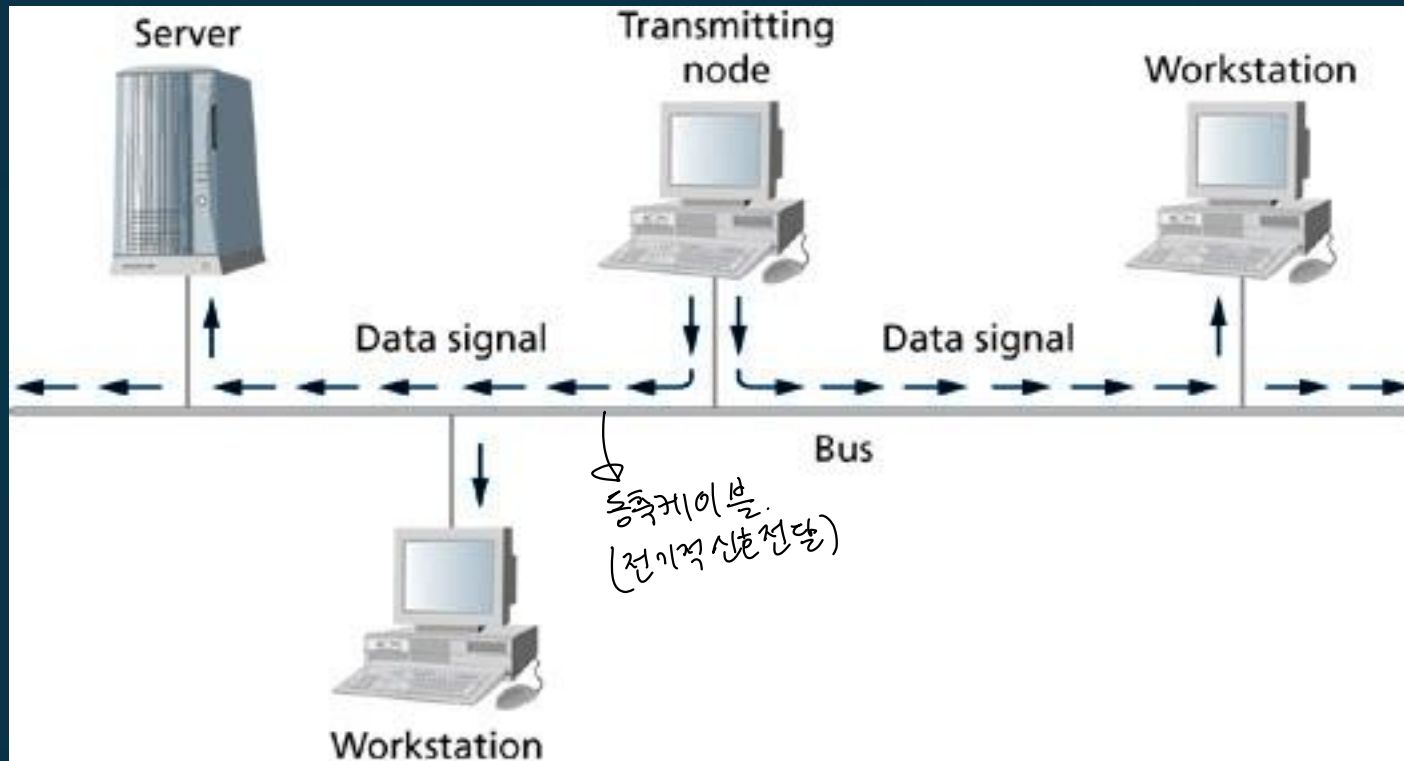 Server
Transmitting
node
Workstation
Data signal
Data signal
Bus
동축케이블.
(전기적 신호전달)
Workstation